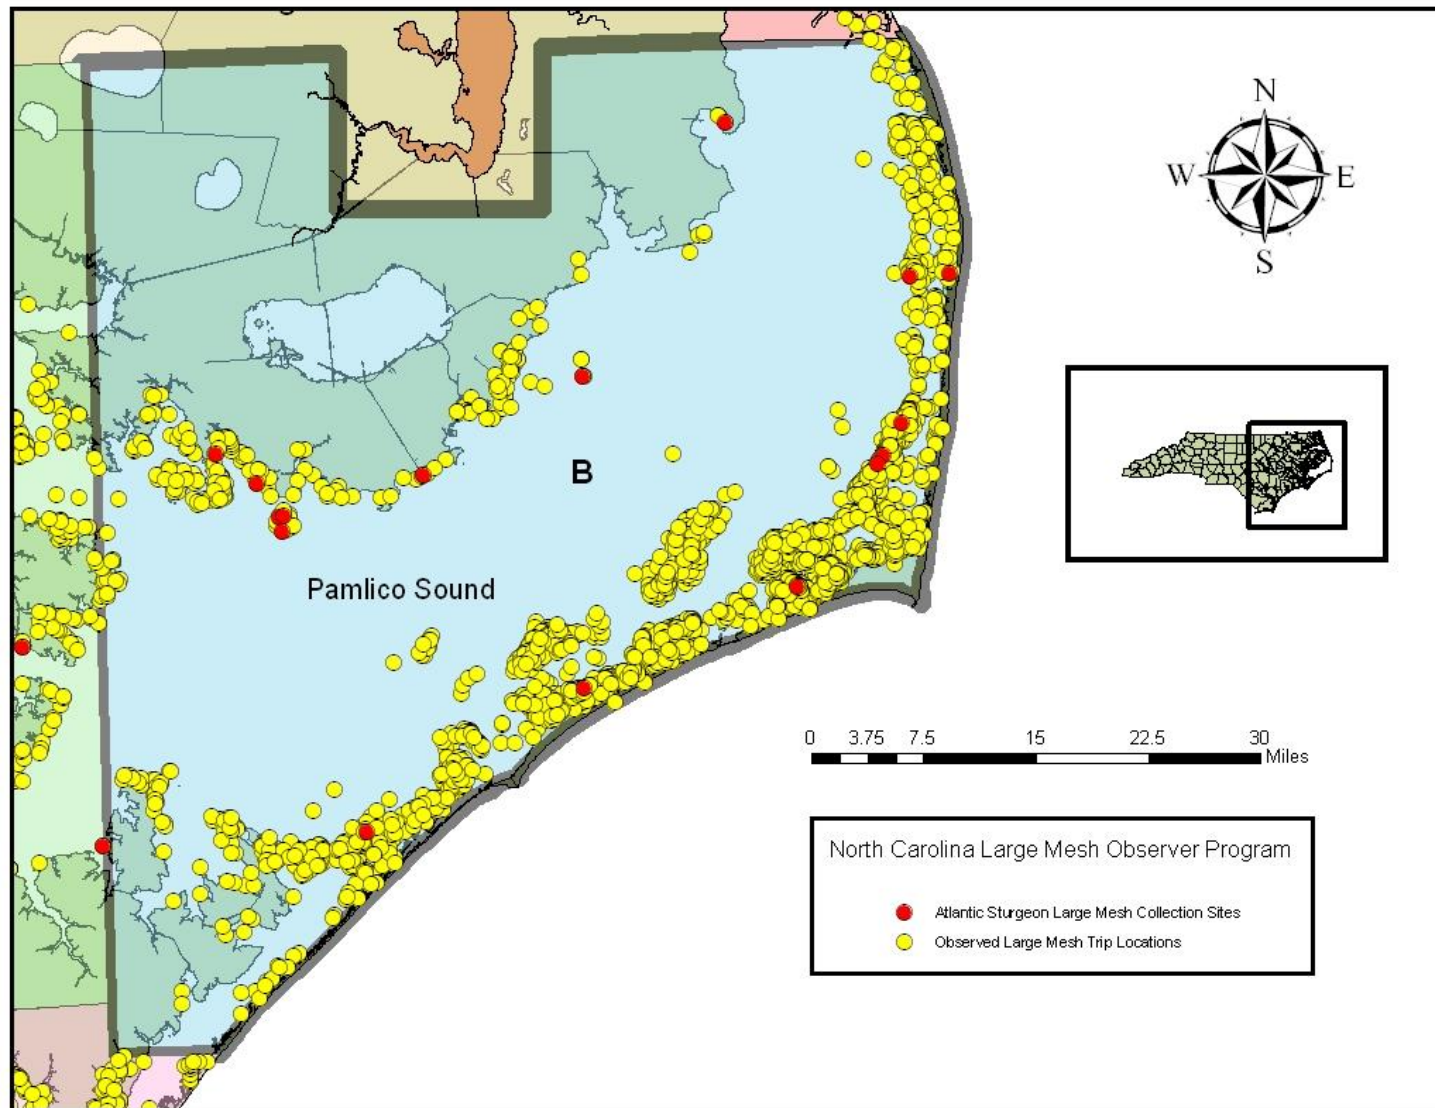 N
W E
S
B
Pamlico Sound
0 3.75 7.5 15 22.5 30
Miles
North Carolina Large Mesh Observer Program
Atlantic Sturgeon Large Mesh Collection Sites
Observed Large Mesh Trip Locations